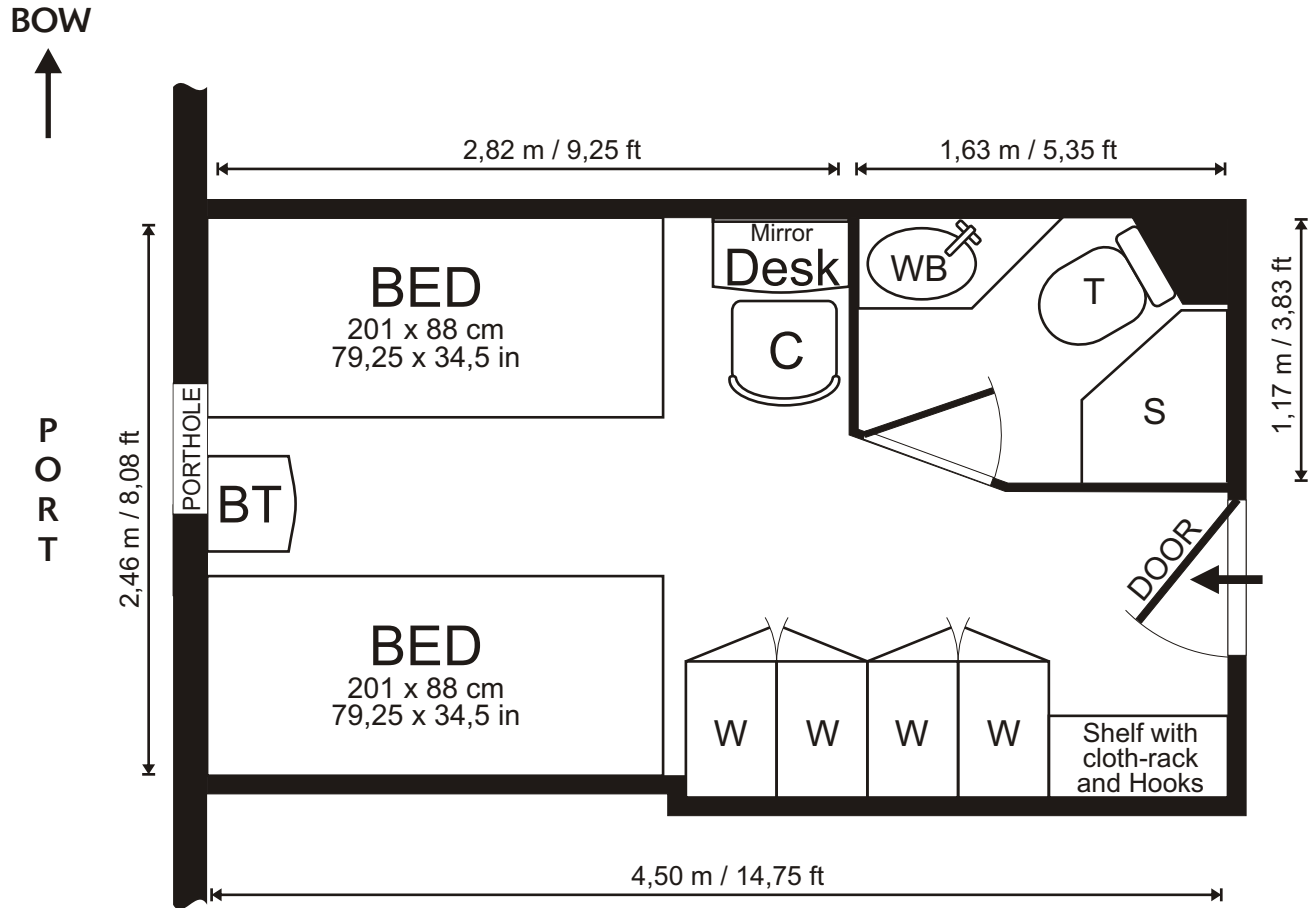 BOW
2,82 m / 9,25 ft
1,63 m / 5,35 ft
Mirror
Desk
WB
T
BED
201 x 88 cm
79,25 x 34,5 in
C
S
1,17 m / 3,83 ft
PORT
2,46 m / 8,08 ft
PORTHOLE
BT
DOOR
BED
201 x 88 cm
79,25 x 34,5 in
W
W
W
W
Shelf with
cloth-rack
and Hooks
4,50 m / 14,75 ft